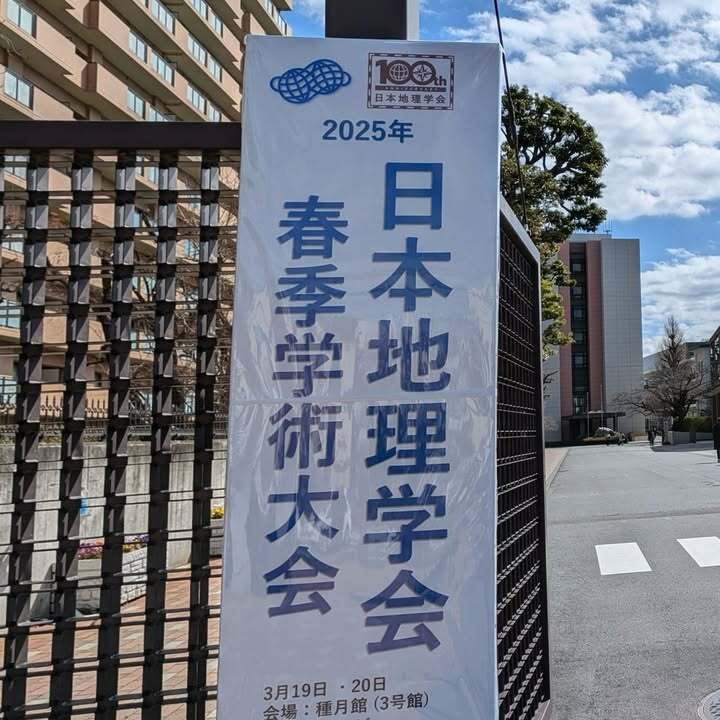 100th
ANNIVERSARY
日本地理学会
2025年
日本地理学会
春季学術大会
3月19日・20日
会場：種月館 (3号館)